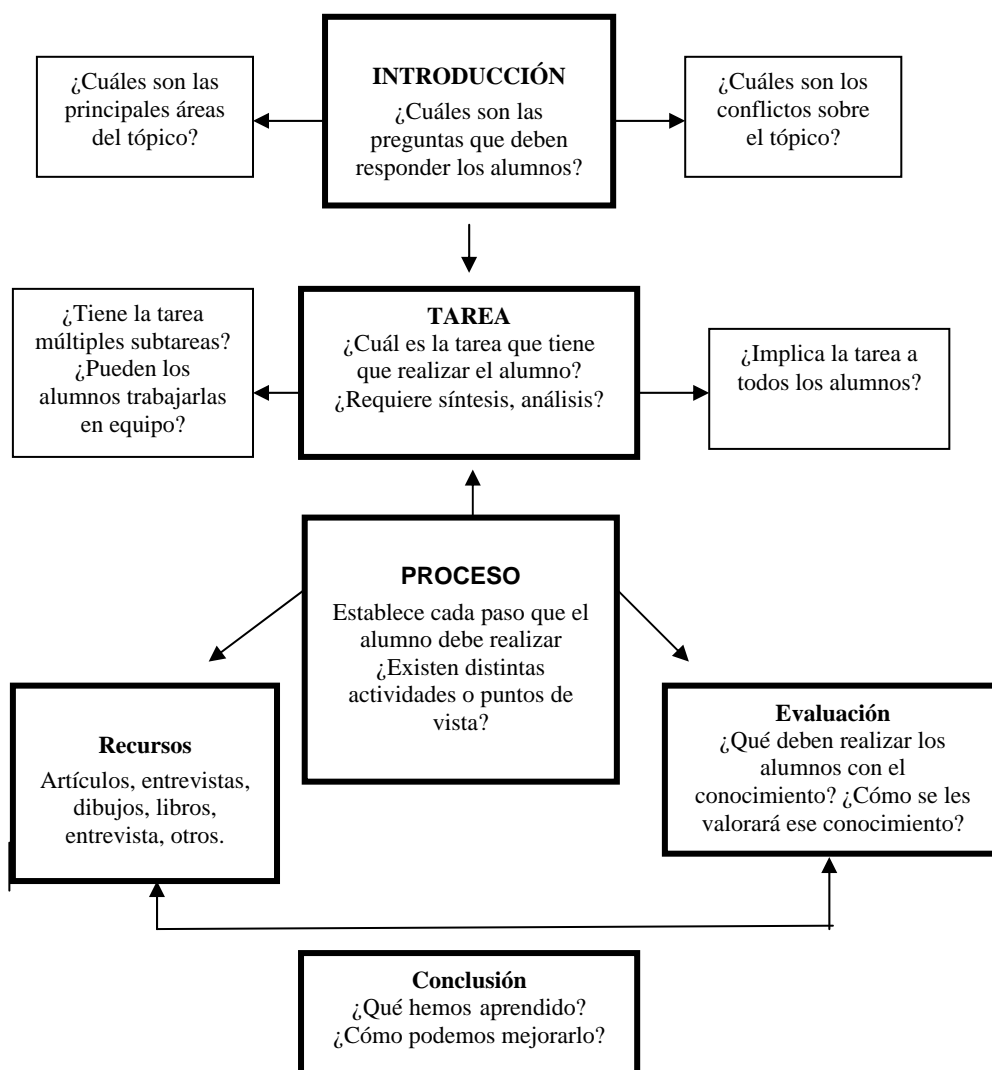 INTRODUCCIÓN
¿Cuáles son las
preguntas que deben
responder los alumnos?
¿Cuáles son las
principales áreas
del tópico?
¿Cuáles son los
conflictos sobre
el tópico?
TAREA
¿Cuál es la tarea que tiene
que realizar el alumno?
¿Requiere síntesis, análisis?
¿Tiene la tarea
múltiples subtareas?
¿Pueden los
alumnos trabajarlas
en equipo?
¿Implica la tarea a
todos los alumnos?
PROCESO
Establece cada paso que el
alumno debe realizar
¿Existen distintas
actividades o puntos de
vista?
Recursos
Artículos, entrevistas,
dibujos, libros,
entrevista, otros.
Evaluación
¿Qué deben realizar los
alumnos con el
conocimiento? ¿Cómo se les
valorará ese conocimiento?
Conclusión
¿Qué hemos aprendido?
¿Cómo podemos mejorarlo?